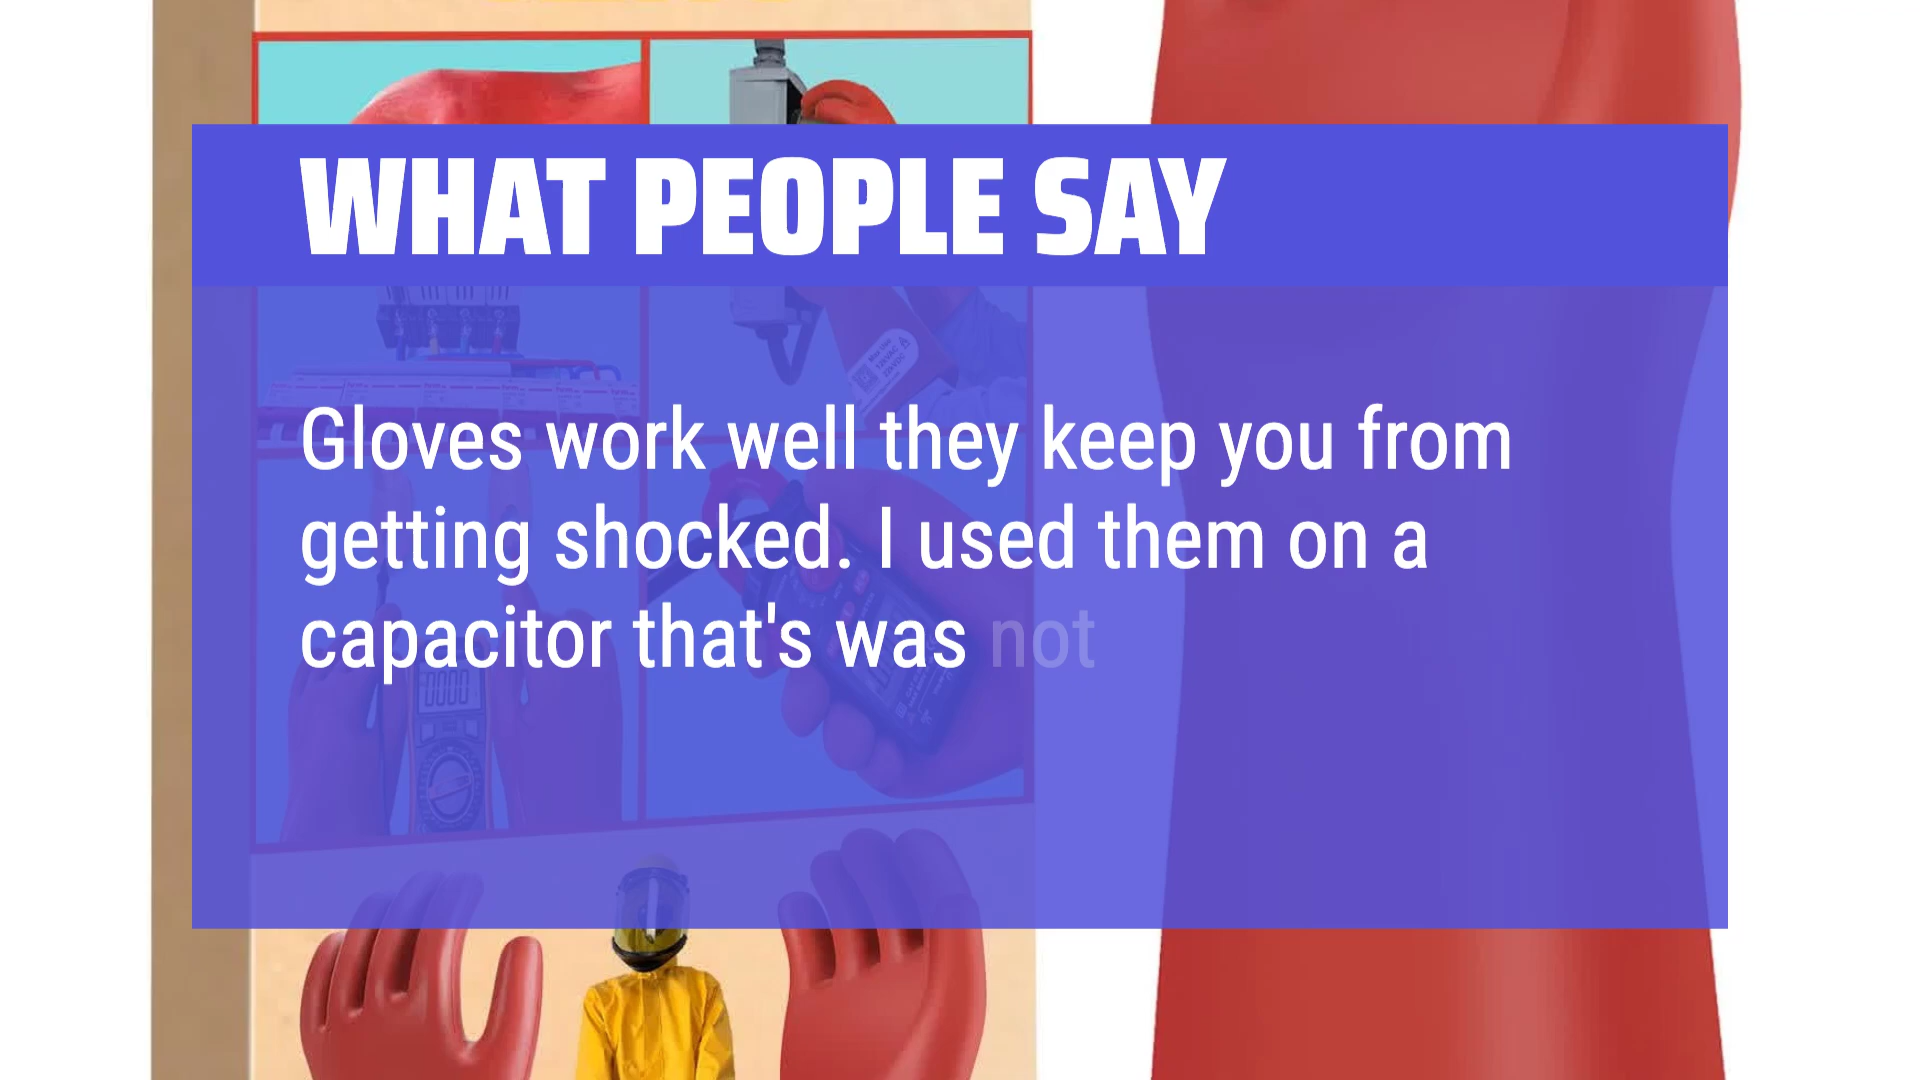 WHAT PEOPLE SAY
Gloves work well they keep you from
getting shocked. I used them on a
capacitor that's was not